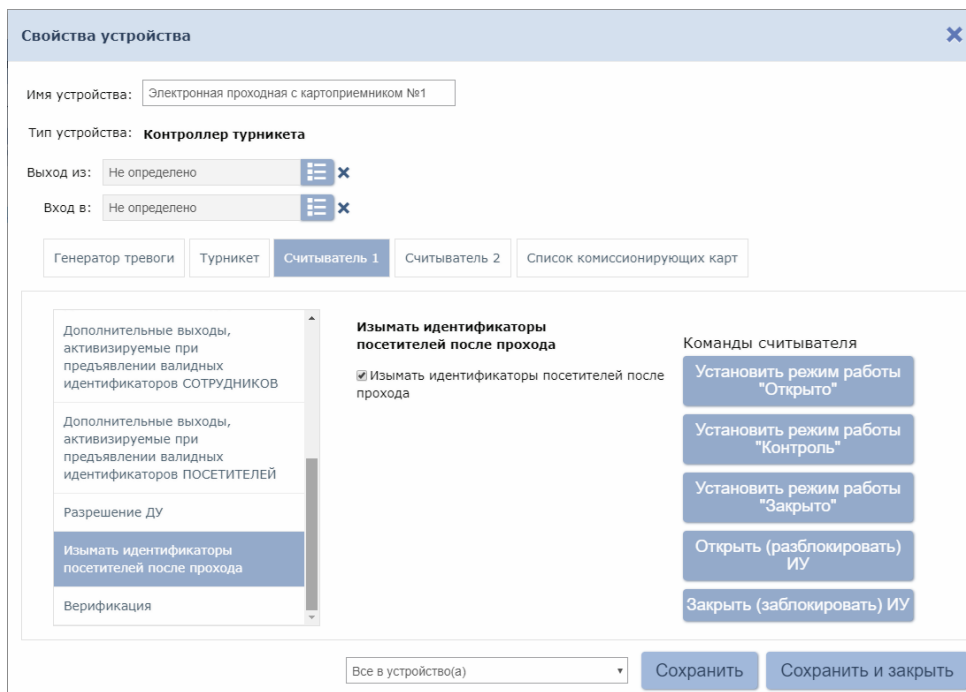 Свойства устройства
Имя устройства: Электронная проходная с картоприемником №1
Тип устройства: Контроллер турникета
Выход из: Не определено
Вход в: Не определено
Генератор тревоги Турникет Считыватель 1 Считыватель 2 Список комиссионирующих карт
Дополнительные выходы,
активизируемые при
предъявлении валидных
идентификаторов СОТРУДНИКОВ
Дополнительные выходы,
активизируемые при
предъявлении валидных
идентификаторов ПОСЕТИТЕЛЕЙ
Разрешение ДУ
Изымать идентификаторы
посетителей после прохода
Верификация
Изымать идентификаторы
посетителей после прохода
Изымать идентификаторы посетителей после
прохода
Команды считывателя
Установить режим работы
"Открыто"
Установить режим работы
"Контроль"
Установить режим работы
"Закрыто"
Открыть (разблокировать)
ИУ
Закрыть (заблокировать) ИУ
Все в устройство(а)
Сохранить
Сохранить и закрыть